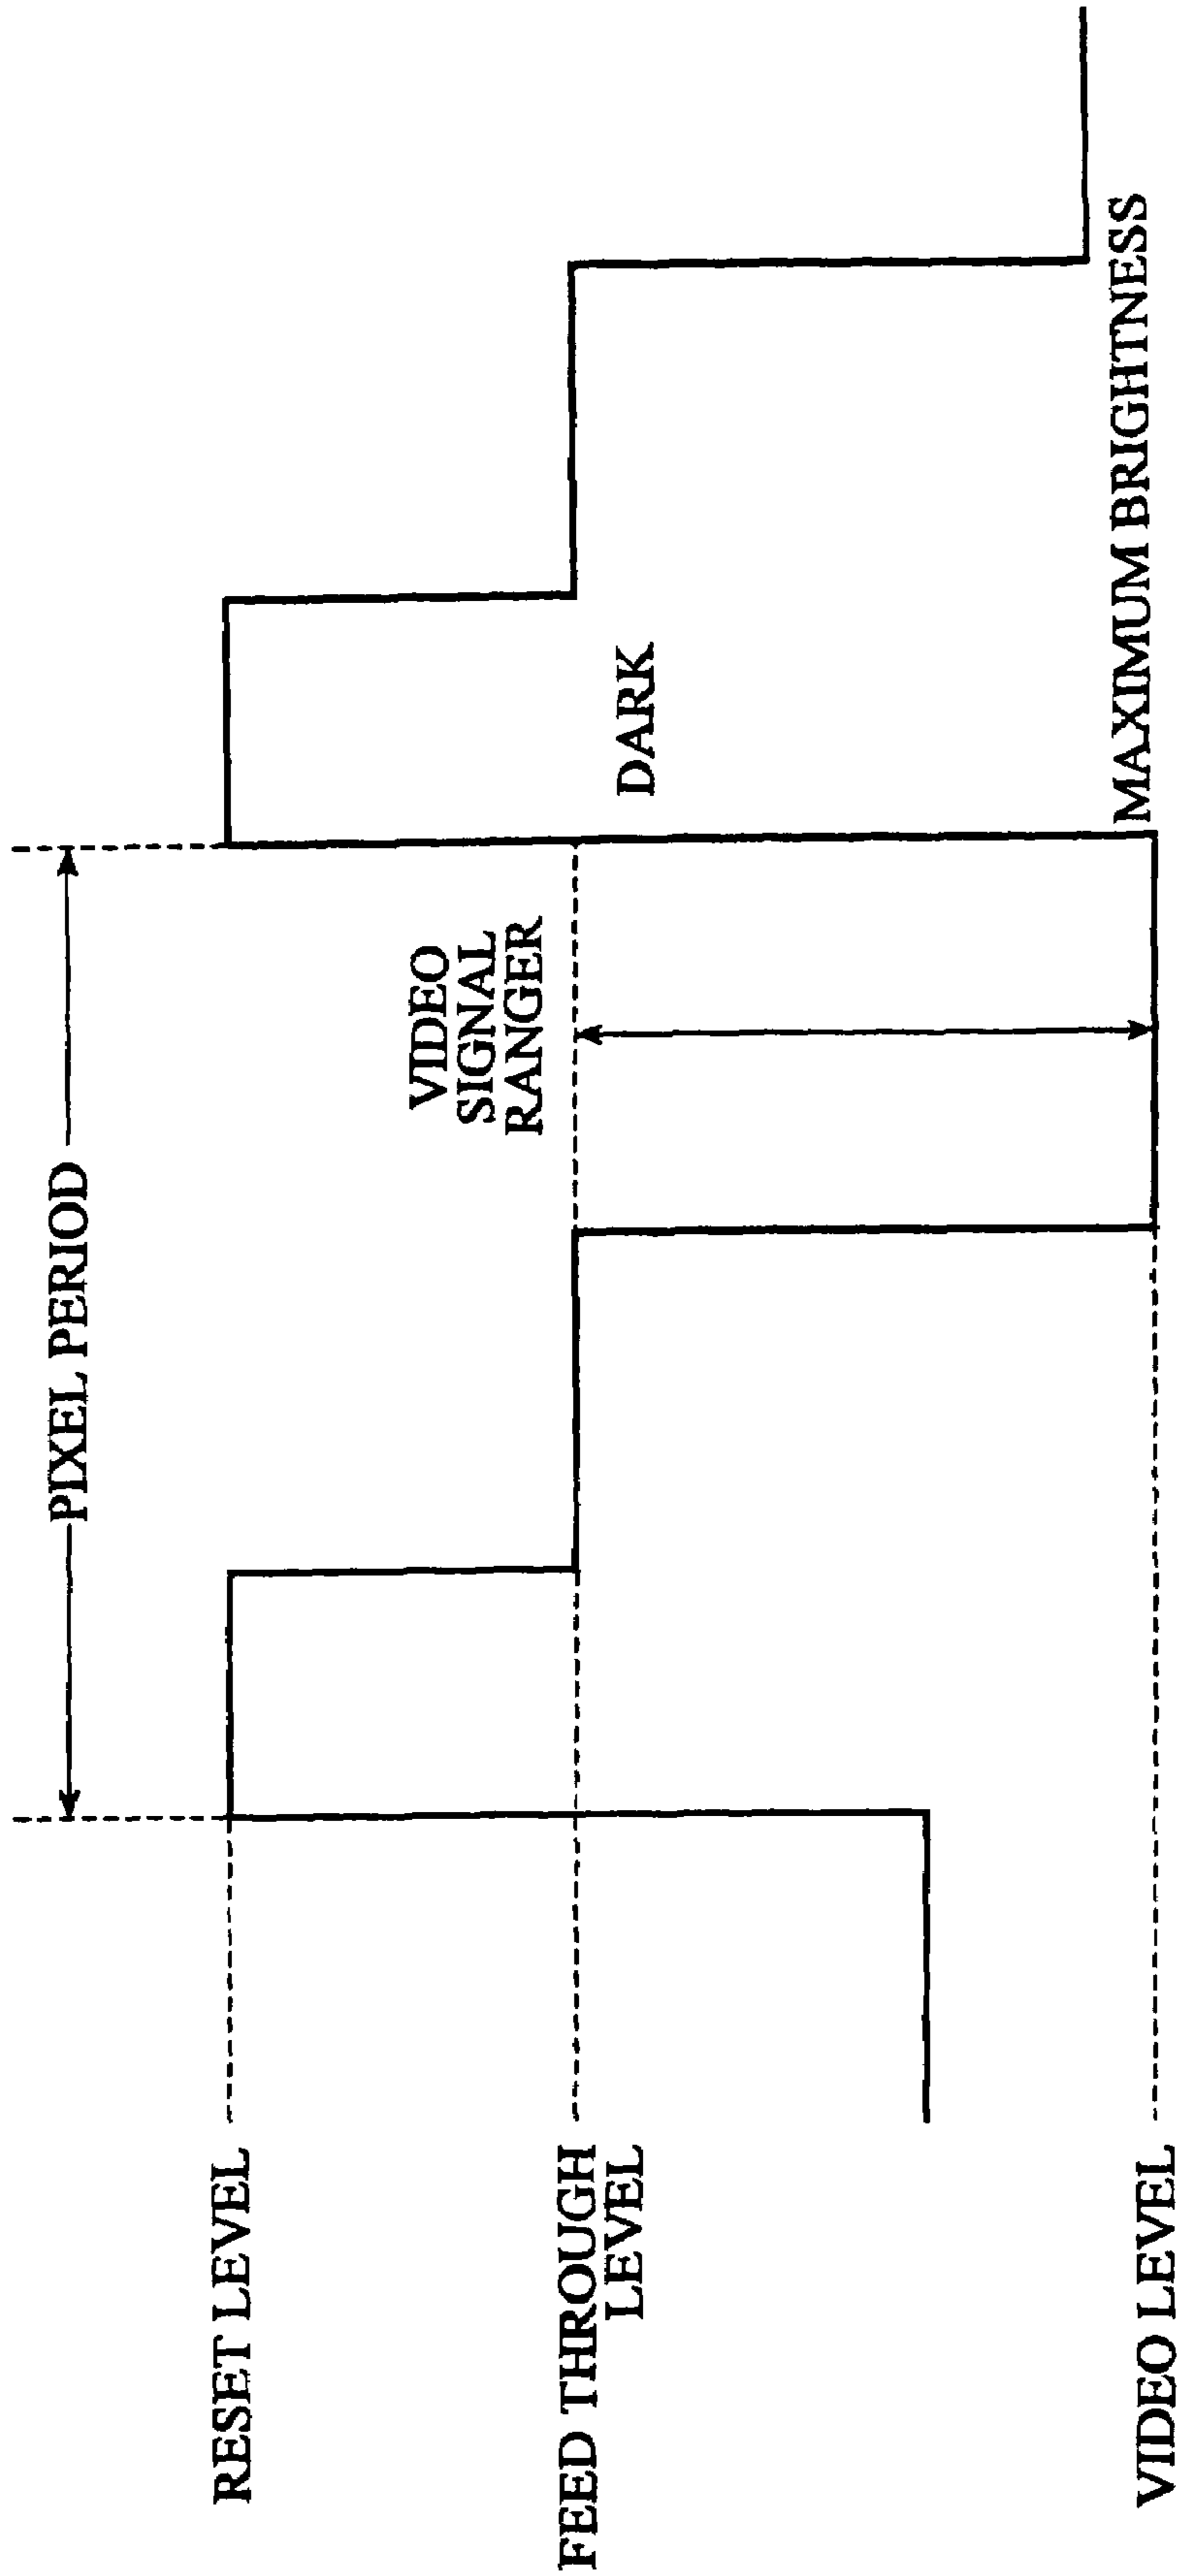 PIXEL PERIOD
RESET LEVEL
VIDEO
SIGNAL
RANGER
FEED THROUGH
LEVEL
DARK
VIDEO LEVEL
MAXIMUM BRIGHTNESS